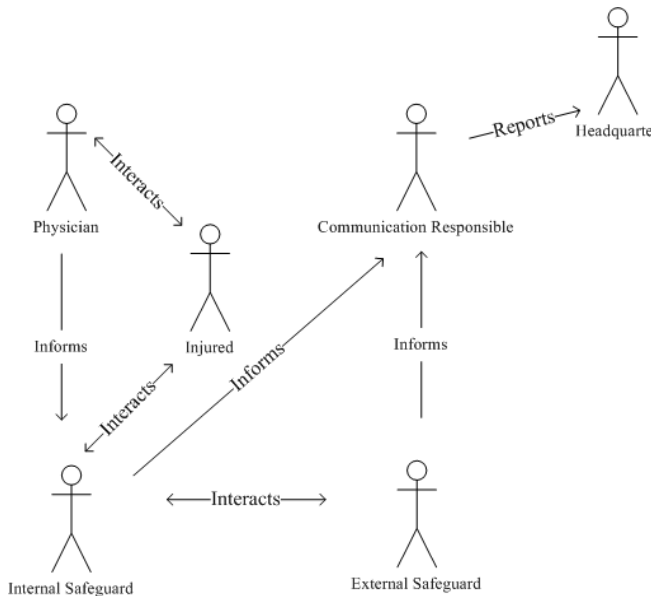 Reports
Headquarte
Interacts
Physician
Communication Responsible
Informs
Injured
Informs
Informs
Interacts
Interacts
Internal Safeguard
External Safeguard